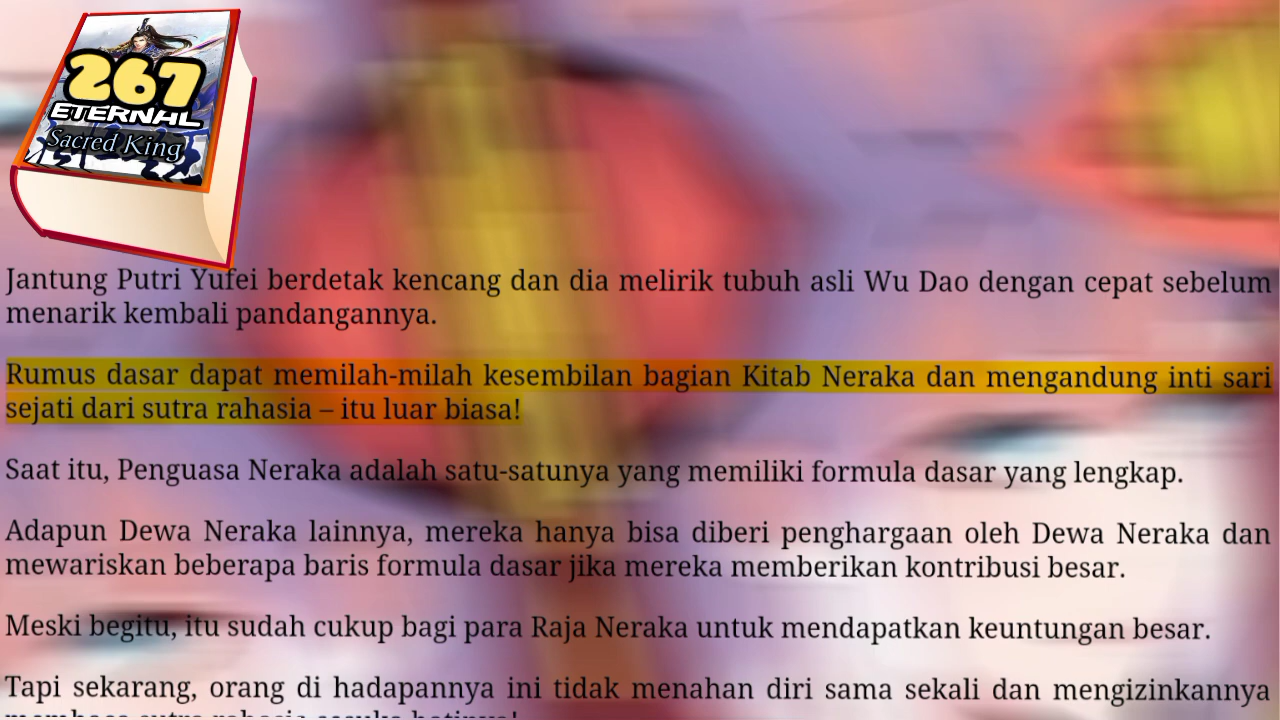 267
ETERNAL
Sacred King
Jantung Putri Yufei berdetak kencang dan dia melirik tubuh asli Wu Dao dengan cepat sebelum
menarik kembali pandangannya.
Rumus dasar dapat memilah-milah kesembilan bagian Kitab Neraka dan mengandung inti sari
sejati dari sutra rahasia – itu luar biasa!
Saat itu, Penguasa Neraka adalah satu-satunya yang memiliki formula dasar yang lengkap.
Adapun Dewa Neraka lainnya, mereka hanya bisa diberi penghargaan oleh Dewa Neraka dan
mewariskan beberapa baris formula dasar jika mereka memberikan kontribusi besar.
Meski begitu, itu sudah cukup bagi para Raja Neraka untuk mendapatkan keuntungan besar.
Tapi sekarang, orang di hadapannya ini tidak menahan diri sama sekali dan mengizinkannya